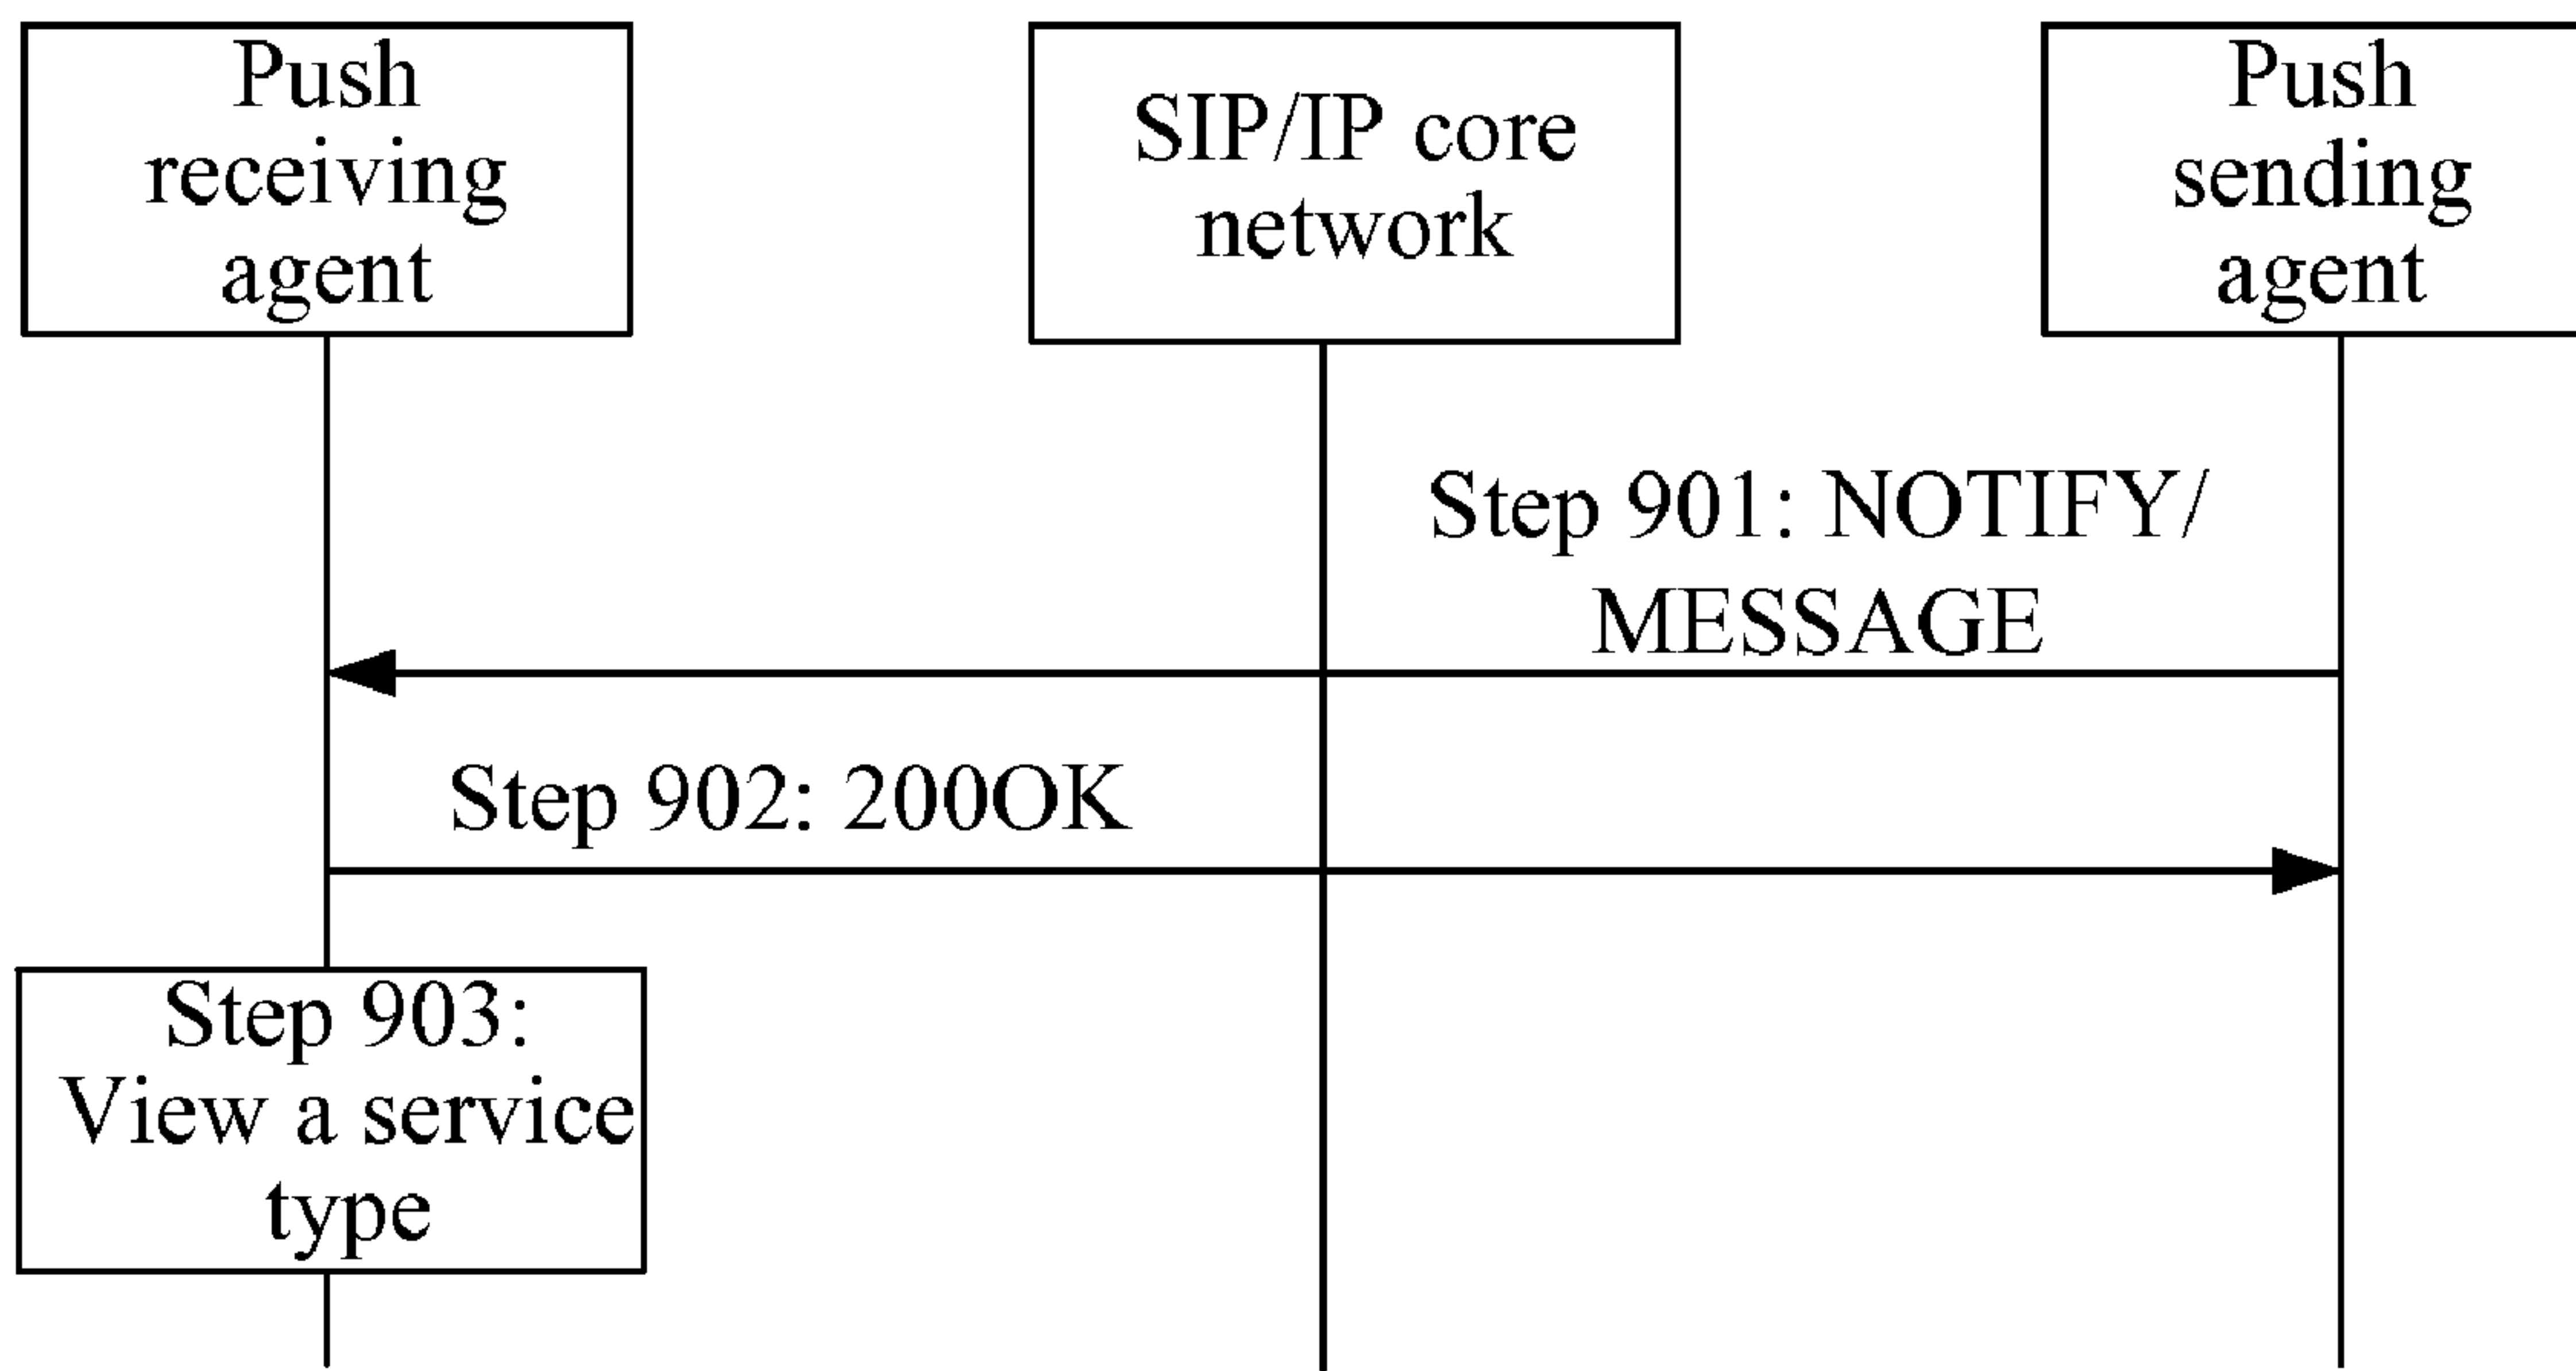 Push
receiving
agent
SIP/IP core
network
Push
sending
agent
Step 901: NOTIFY/
MESSAGE
Step 902: 200OK
Step 903:
View a service
type